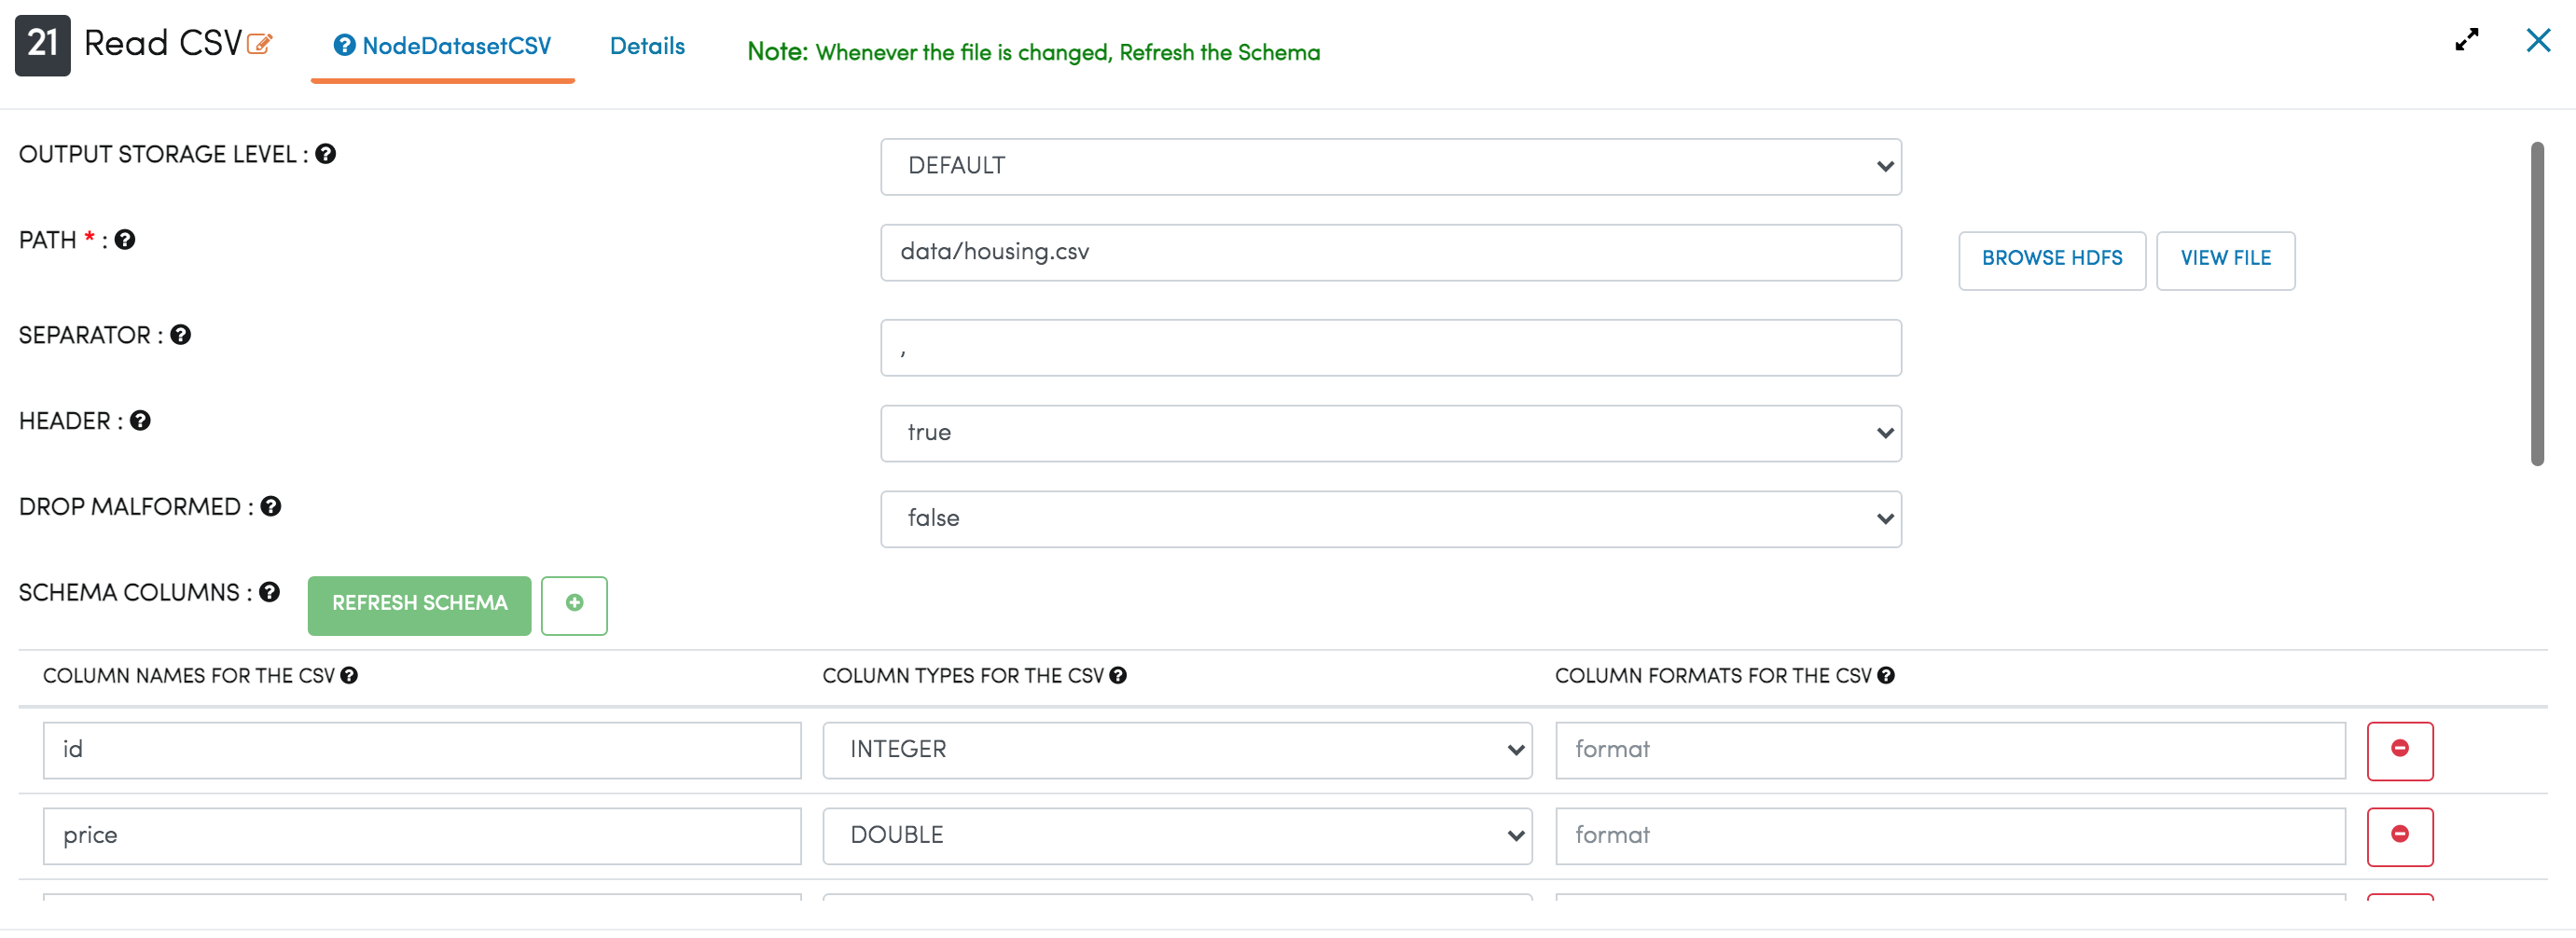 21 Read CSV NodeDatasetCSV Details Note: Whenever the file is changed, Refresh the Schema
OUTPUT STORAGE LEVEL : DEFAULT
PATH * : data/housing.csv BROWSE HDFS VIEW FILE
SEPARATOR : ,
HEADER : true
DROP MALFORMED : false
SCHEMA COLUMNS : REFRESH SCHEMA
COLUMN NAMES FOR THE CSV COLUMN TYPES FOR THE CSV COLUMN FORMATS FOR THE CSV
id INTEGER format
price DOUBLE format